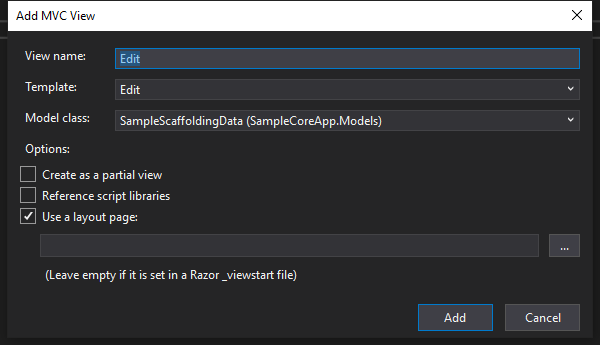 Add MVC View
View name: Edit
Template: Edit
Model class: SampleScaffoldingData (SampleCoreApp.Models)
Options:
Create as a partial view
Reference script libraries
Use a layout page:
...
(Leave empty if it is set in a Razor _viewstart file)
Add Cancel